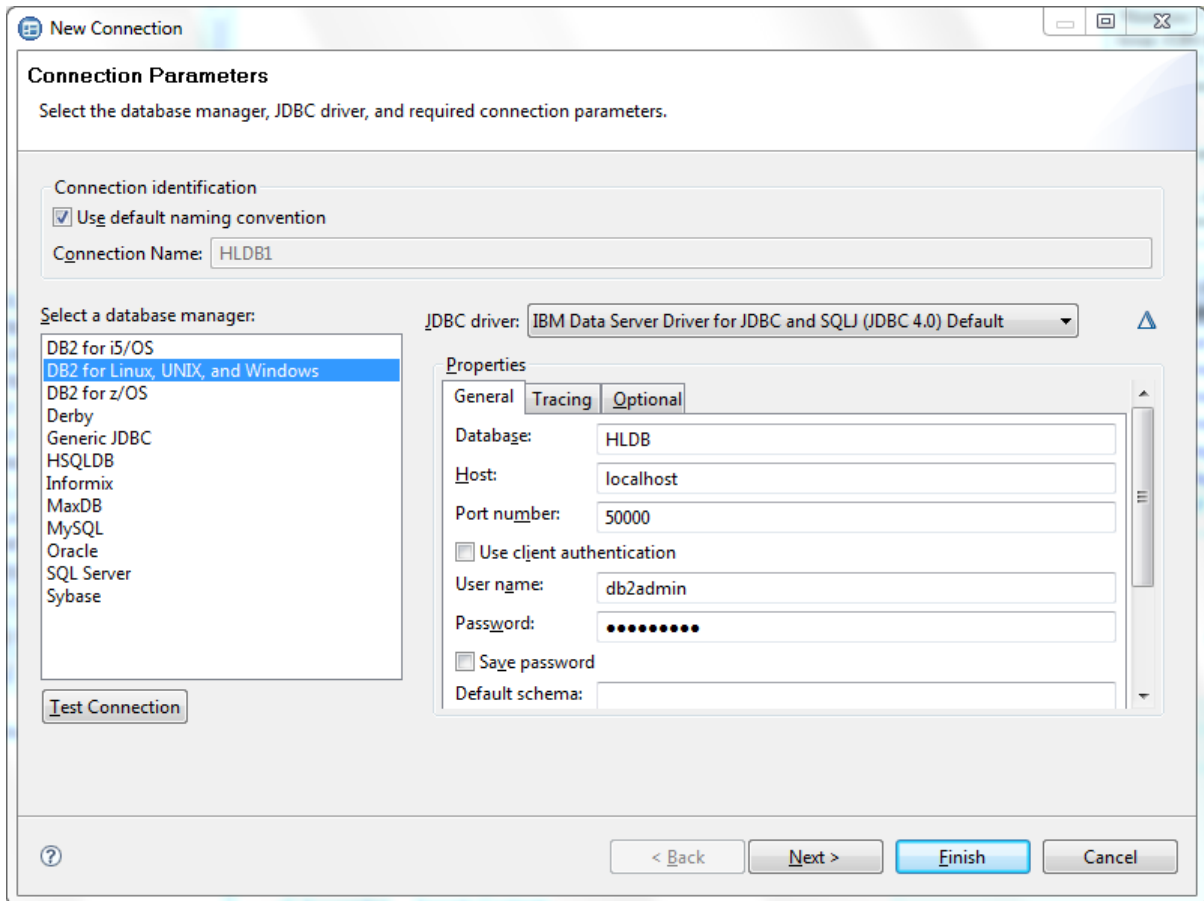 New Connection
Connection Parameters
Select the database manager, JDBC driver, and required connection parameters.
Connection identification
Use default naming convention
Connection Name: HLDB1
Select a database manager:
DB2 for i5/OS
DB2 for Linux, UNIX, and Windows
DB2 for z/OS
Derby
Generic JDBC
HSQLDB
Informix
MaxDB
MySQL
Oracle
SQL Server
Sybase
Test Connection
JDBC driver: IBM Data Server Driver for JDBC and SQLJ (JDBC 4.0) Default
Properties
General Tracing Optional
Database: HLDB
Host: localhost
Port number: 50000
Use client authentication
User name: db2admin
Password: ●●●●●●●●●
Save password
Default schema:
< Back Next > Finish Cancel